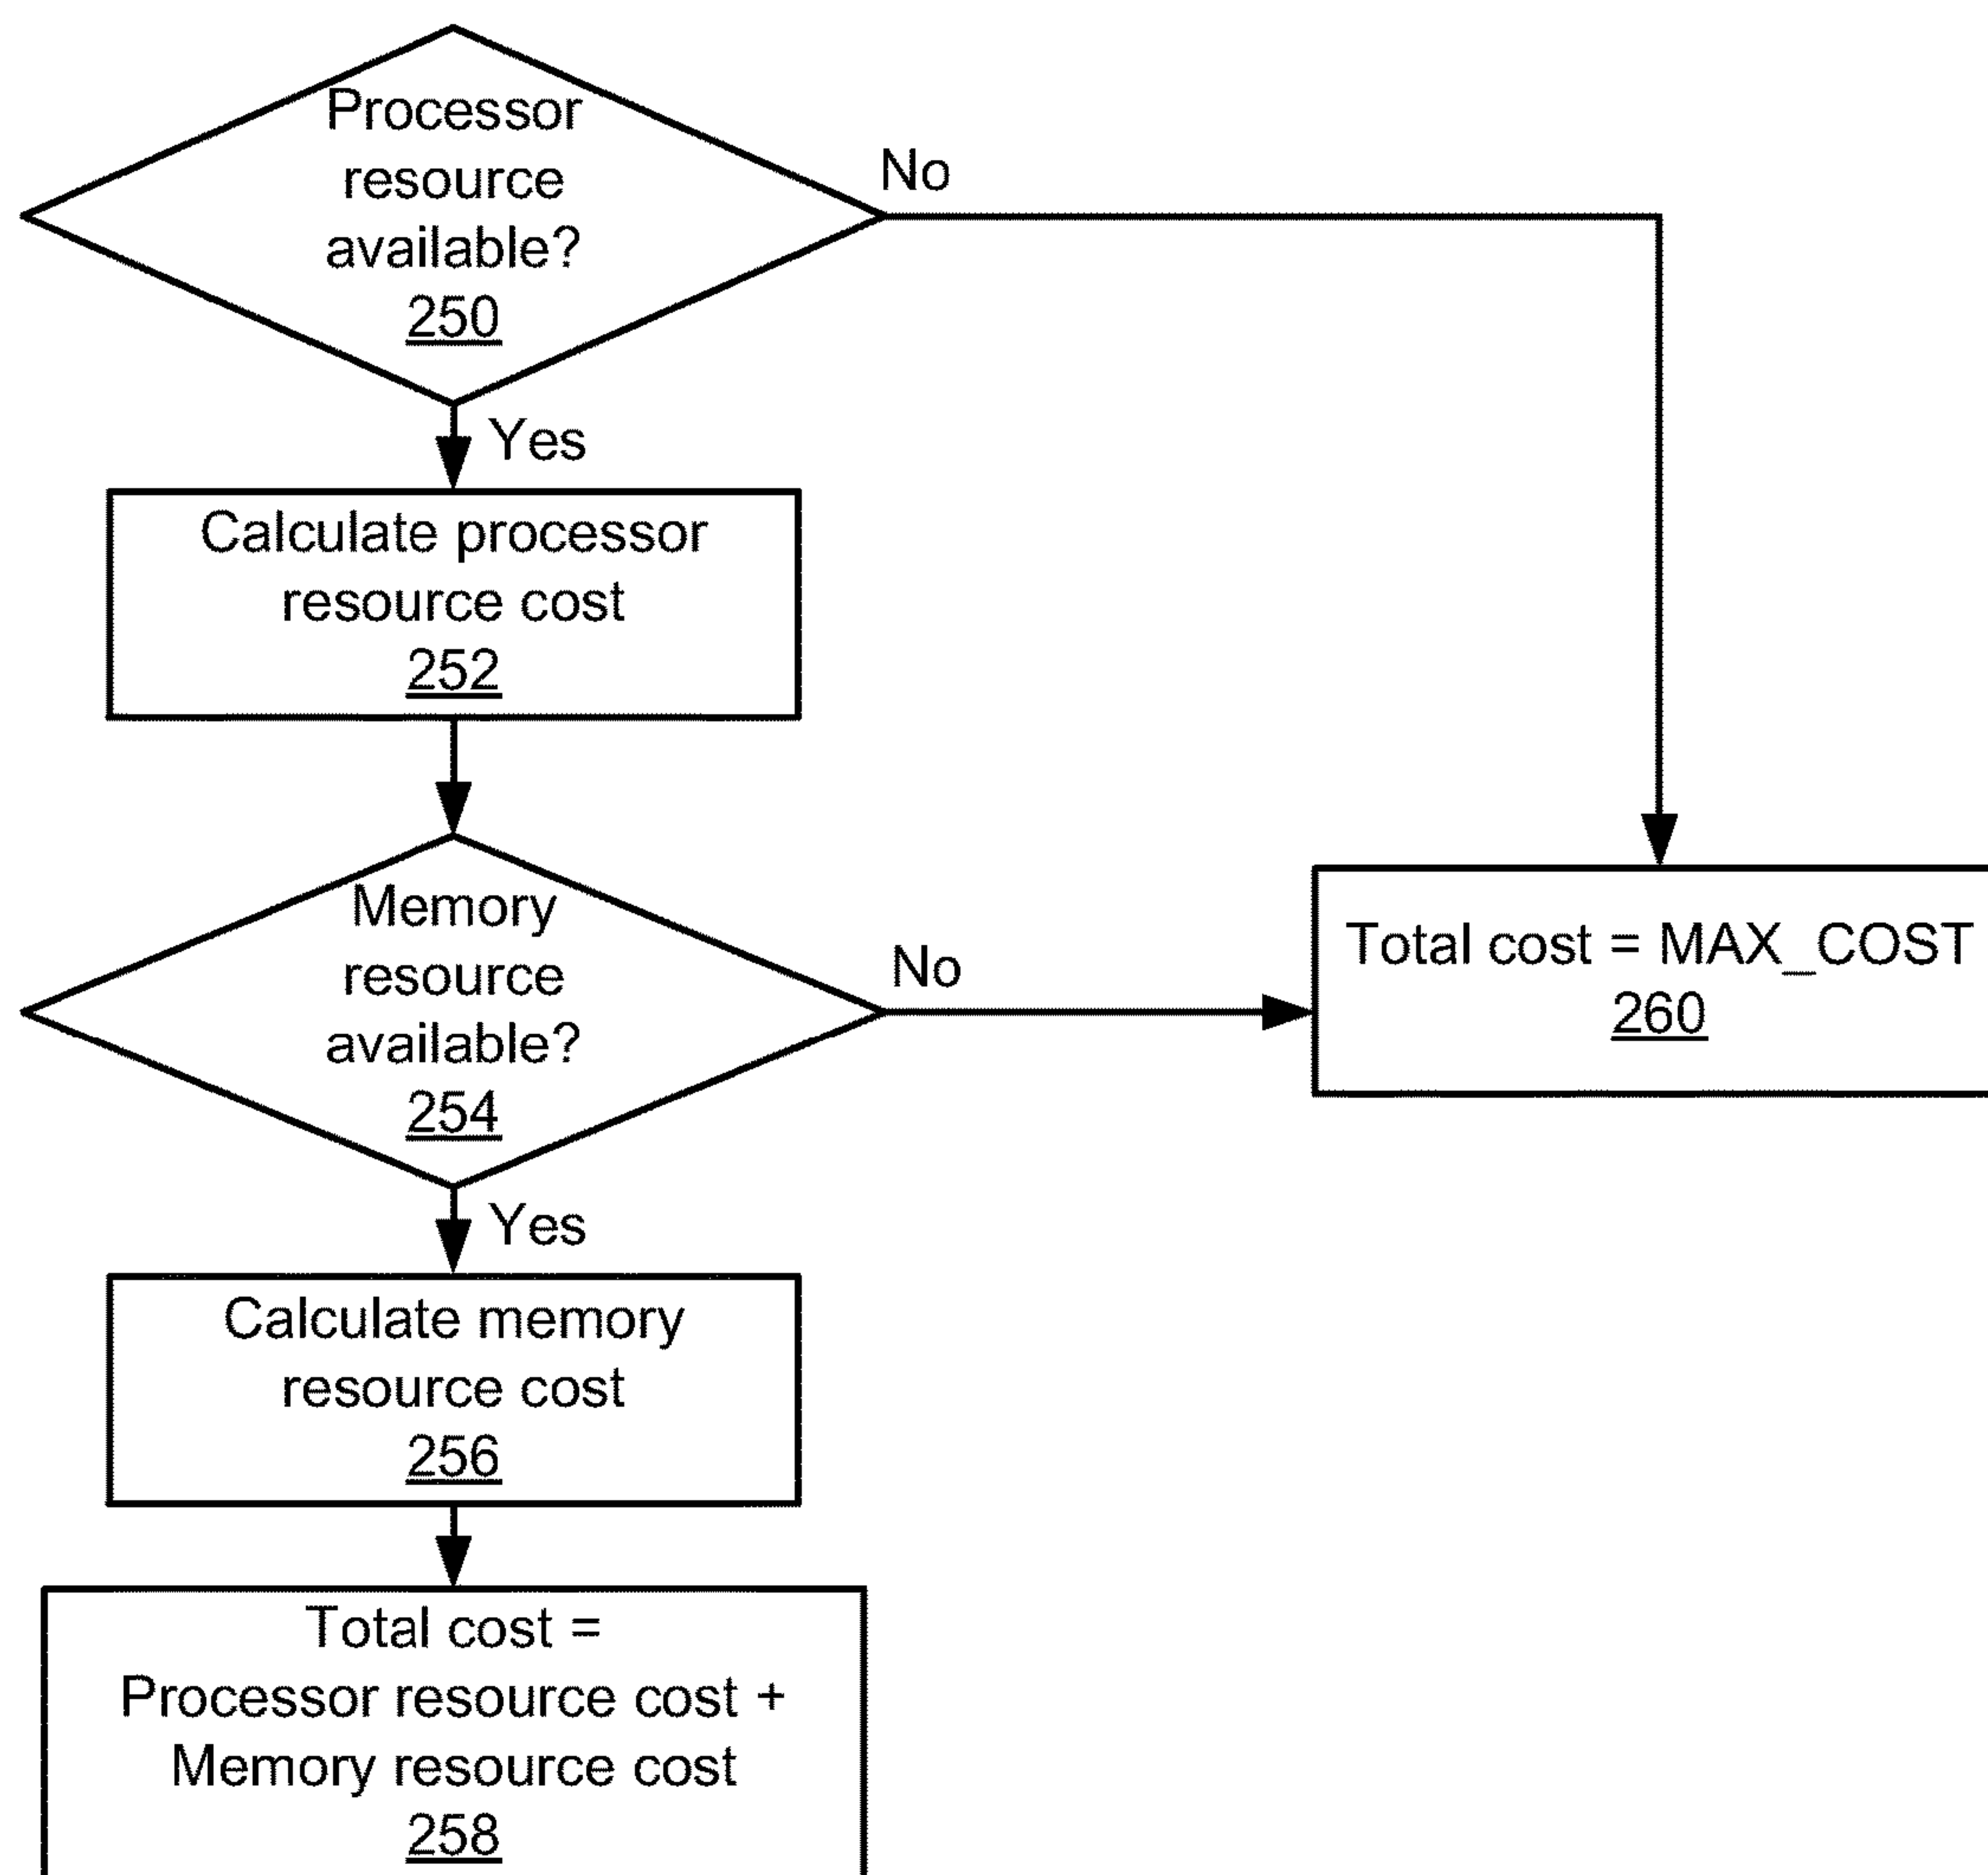 Processor
resource
available?
250
No
Yes
Calculate processor
resource cost
252
Memory
resource
available?
254
No
Total cost = MAX_COST
260
Yes
Calculate memory
resource cost
256
Total cost =
Processor resource cost +
Memory resource cost
258